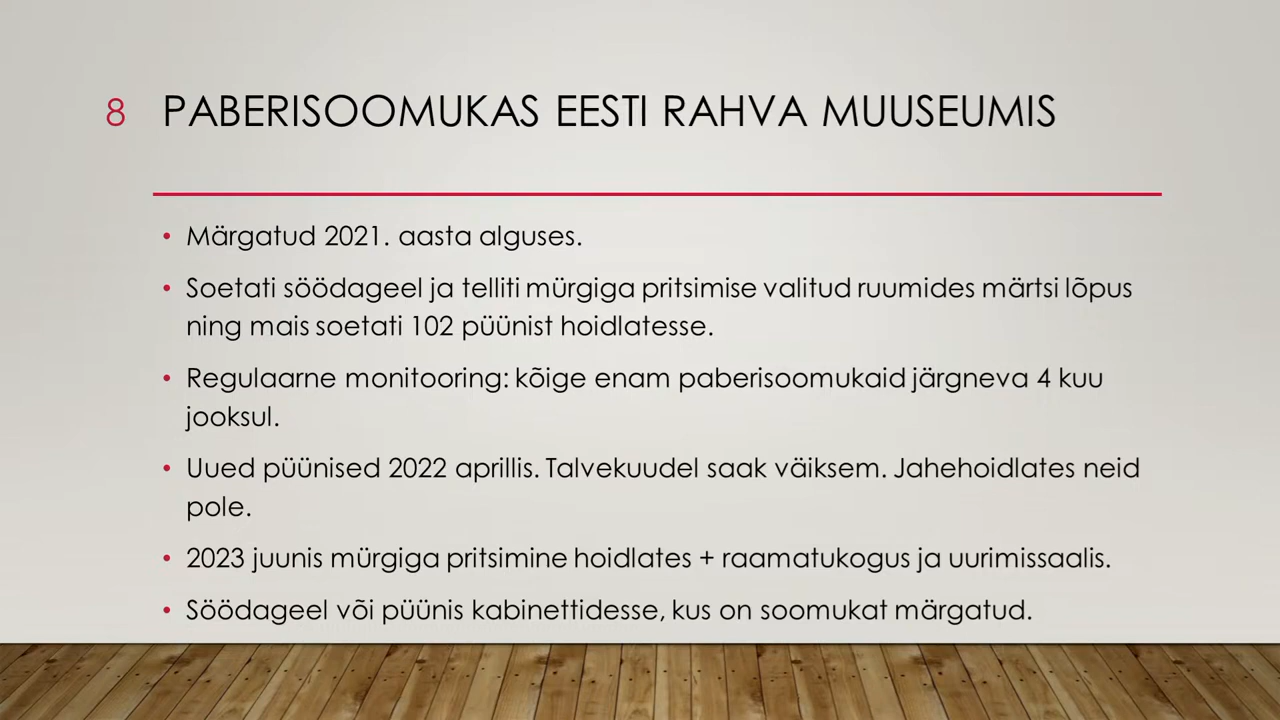 8 PABERISOOMUKAS EESTI RAHVA MUUSEUMIS
• Märgatud 2021. aasta alguses.
• Soetati söödageel ja telliti mürgiga pritsimise valitud ruumides märtsi lõpus
ning mais soetati 102 püünist hoidlatesse.
• Regulaarne monitooring: kõige enam paberisoomukaid järgneva 4 kuu
jooksul.
• Uued püünised 2022 aprillis. Talvekuudel saak väiksem. Jahehoidlates neid
pole.
• 2023 juunis mürgiga pritsimine hoidlates + raamatukogus ja uurimissaalis.
• Söödageel või püünis kabinettidesse, kus on soomukat märgatud.